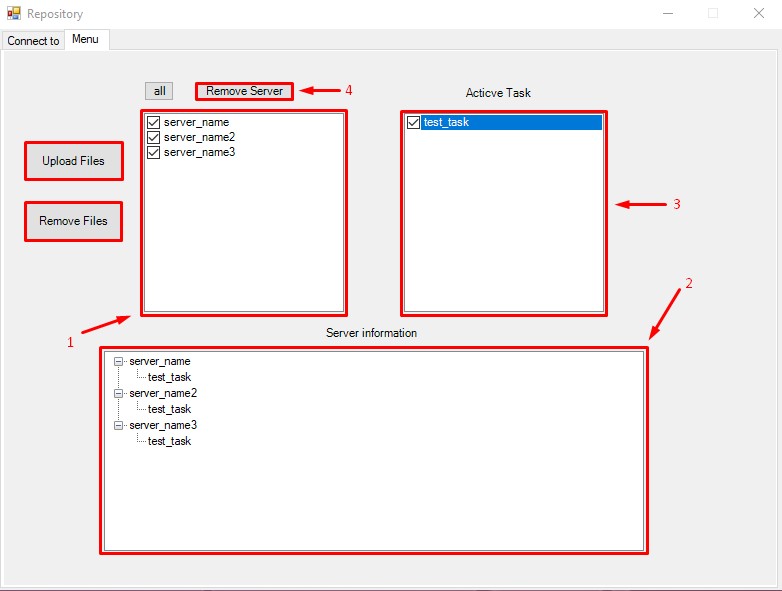 Repository
Connect to
Menu
all
Remove Server
4
Acticve Task
server_name
server_name2
server_name3
test_task
Upload Files
Remove Files
3
2
1
Server information
server_name
test_task
server_name2
test_task
server_name3
test_task